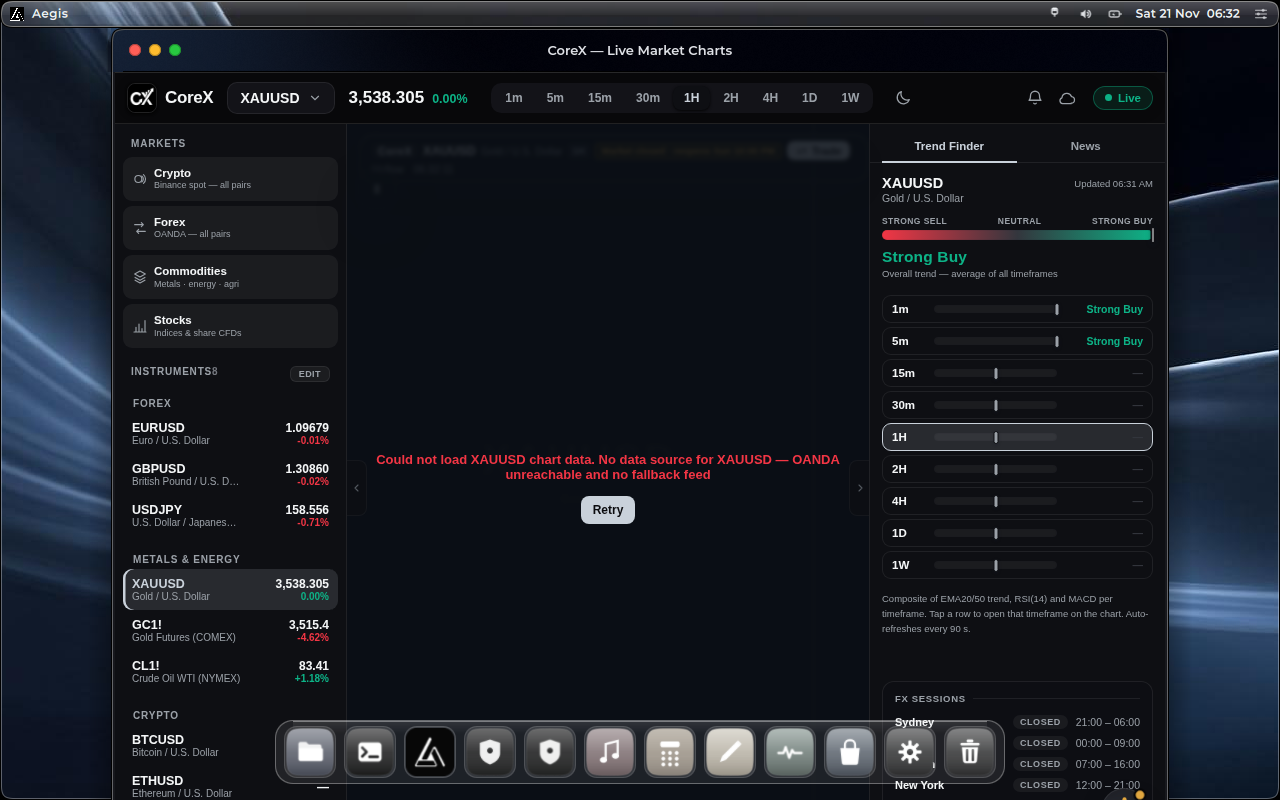 Aegis
Sat 21 Nov 06:32
CoreX — Live Market Charts
CX CoreX
XAUUSD
3,538.305 0.00%
1m 5m 15m 30m 1H 2H 4H 1D 1W
Live
MARKETS
Crypto
Binance spot — all pairs
Forex
OANDA — all pairs
Commodities
Metals · energy · agri
Stocks
Indices & share CFDs
INSTRUMENTS8
EDIT
FOREX
EURUSD 1.09679
Euro / U.S. Dollar -0.01%
GBPUSD 1.30860
British Pound / U.S. D… -0.02%
USDJPY 158.556
U.S. Dollar / Japanes… -0.71%
METALS & ENERGY
XAUUSD 3,538.305
Gold / U.S. Dollar 0.00%
GC1! 3,515.4
Gold Futures (COMEX) -4.62%
CL1! 83.41
Crude Oil WTI (NYMEX) +1.18%
CRYPTO
BTCUSD
Bitcoin / U.S. Dollar
ETHUSD —
Ethereum / U.S. Dollar
Could not load XAUUSD chart data. No data source for XAUUSD — OANDA
unreachable and no fallback feed
Retry
Trend Finder News
XAUUSD
Updated 06:31 AM
Gold / U.S. Dollar
STRONG SELL NEUTRAL STRONG BUY
Strong Buy
Overall trend — average of all timeframes
1m Strong Buy
5m Strong Buy
15m —
30m —
1H —
2H —
4H —
1D —
1W —
Composite of EMA20/50 trend, RSI(14) and MACD per
timeframe. Tap a row to open that timeframe on the chart. Auto-
refreshes every 90 s.
FX SESSIONS
Sydney CLOSED 21:00 – 06:00
CLOSED 00:00 – 09:00
CLOSED 07:00 – 16:00
New York CLOSED 12:00 – 21:00